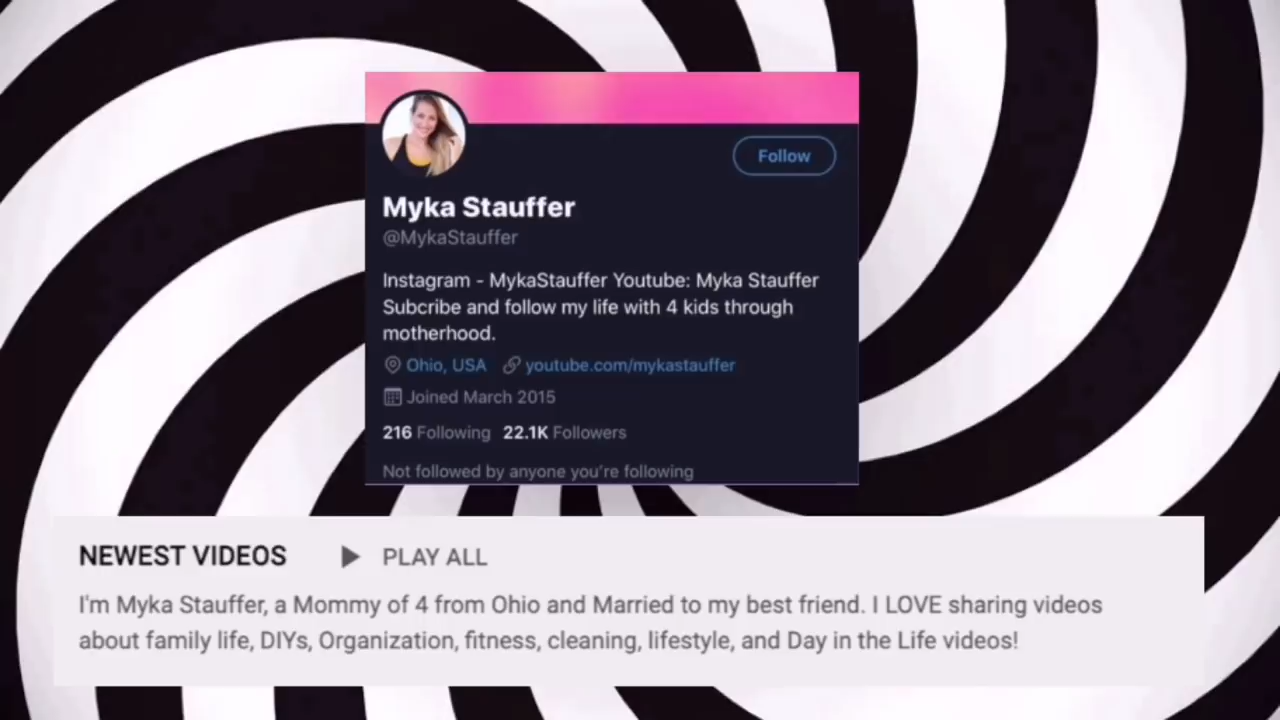 Follow
Myka Stauffer
@MykaStauffer
Instagram - MykaStauffer Youtube: Myka Stauffer
Subcribe and follow my life with 4 kids through
motherhood.
Ohio, USA youtube.com/mykastauffer
Joined March 2015
216 Following 22.1K Followers
Not followed by anyone you're following
NEWEST VIDEOS PLAY ALL
I'm Myka Stauffer, a Mommy of 4 from Ohio and Married to my best friend. I LOVE sharing videos
about family life, DIYs, Organization, fitness, cleaning, lifestyle, and Day in the Life videos!